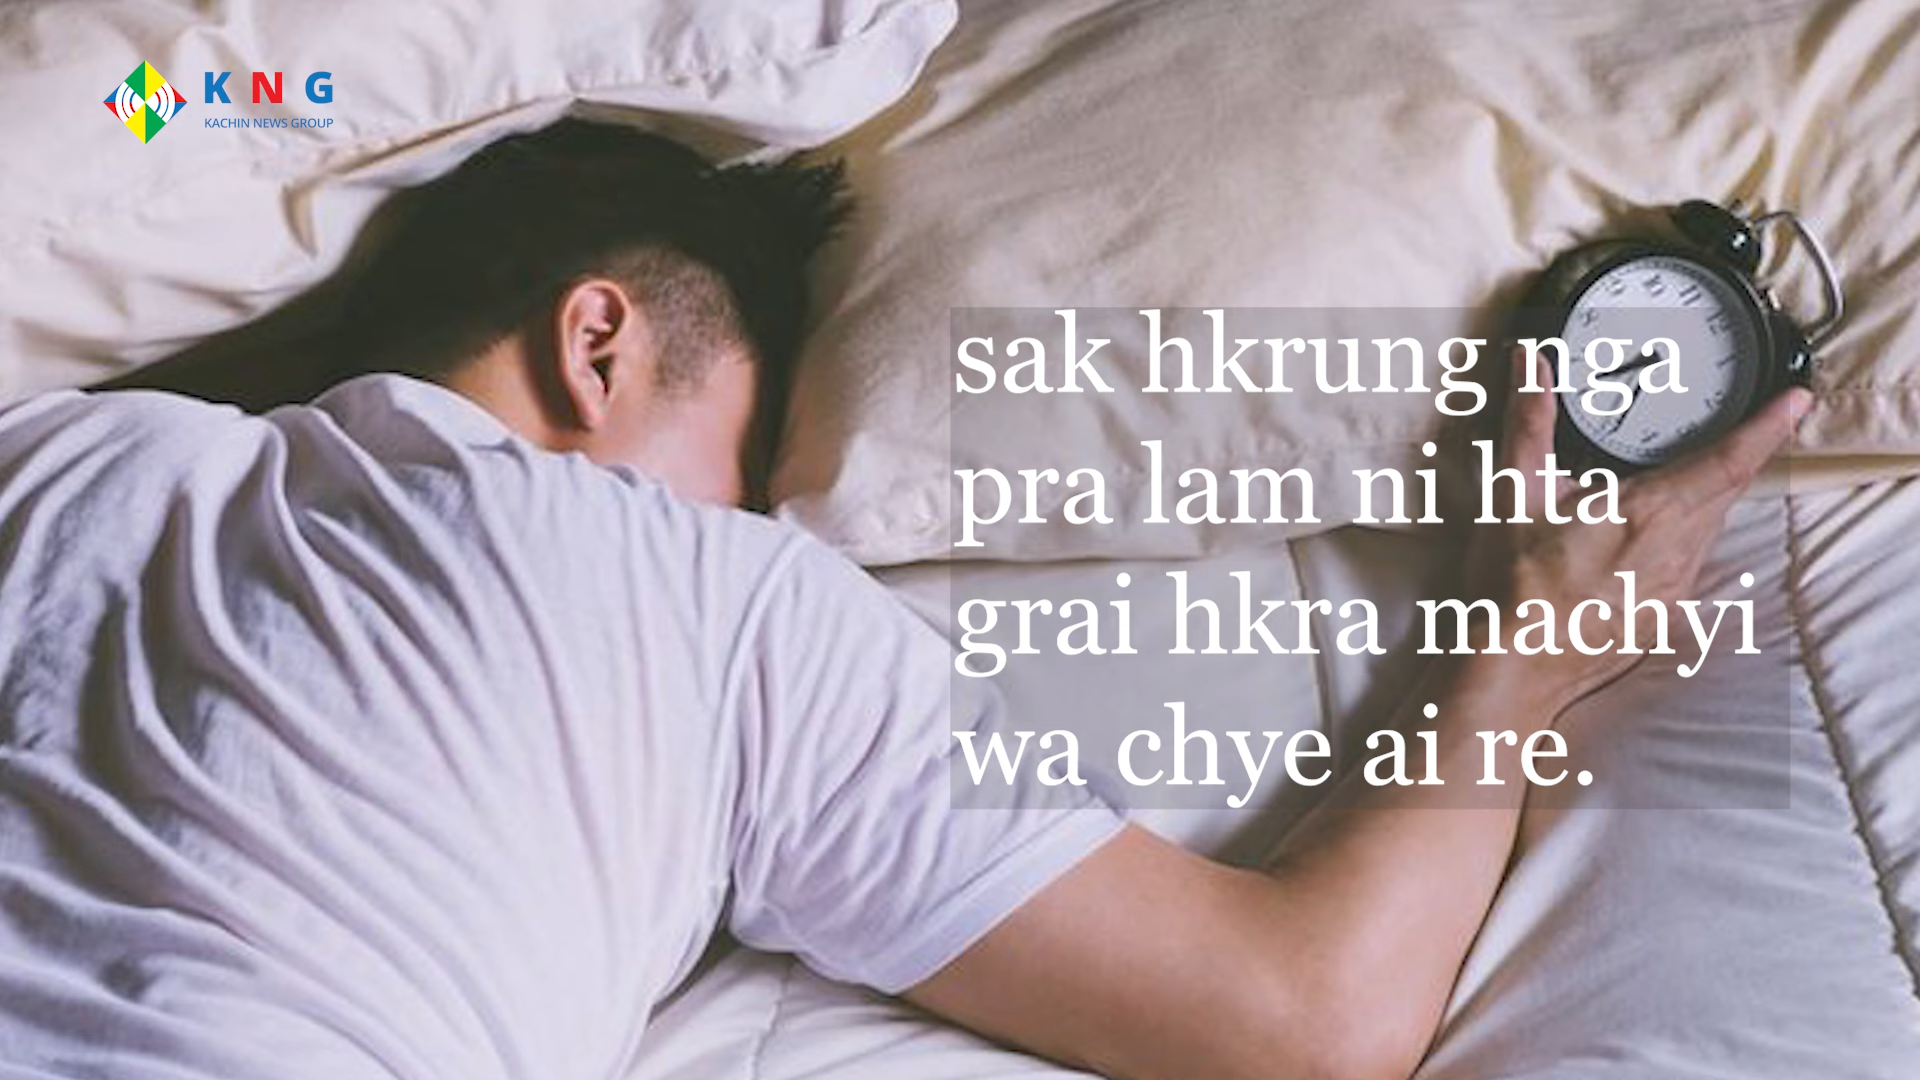 K N G
KACHIN NEWS GROUP
sak hkrung nga
pra lam ni hta
grai hkra machyi
wa chye ai re.